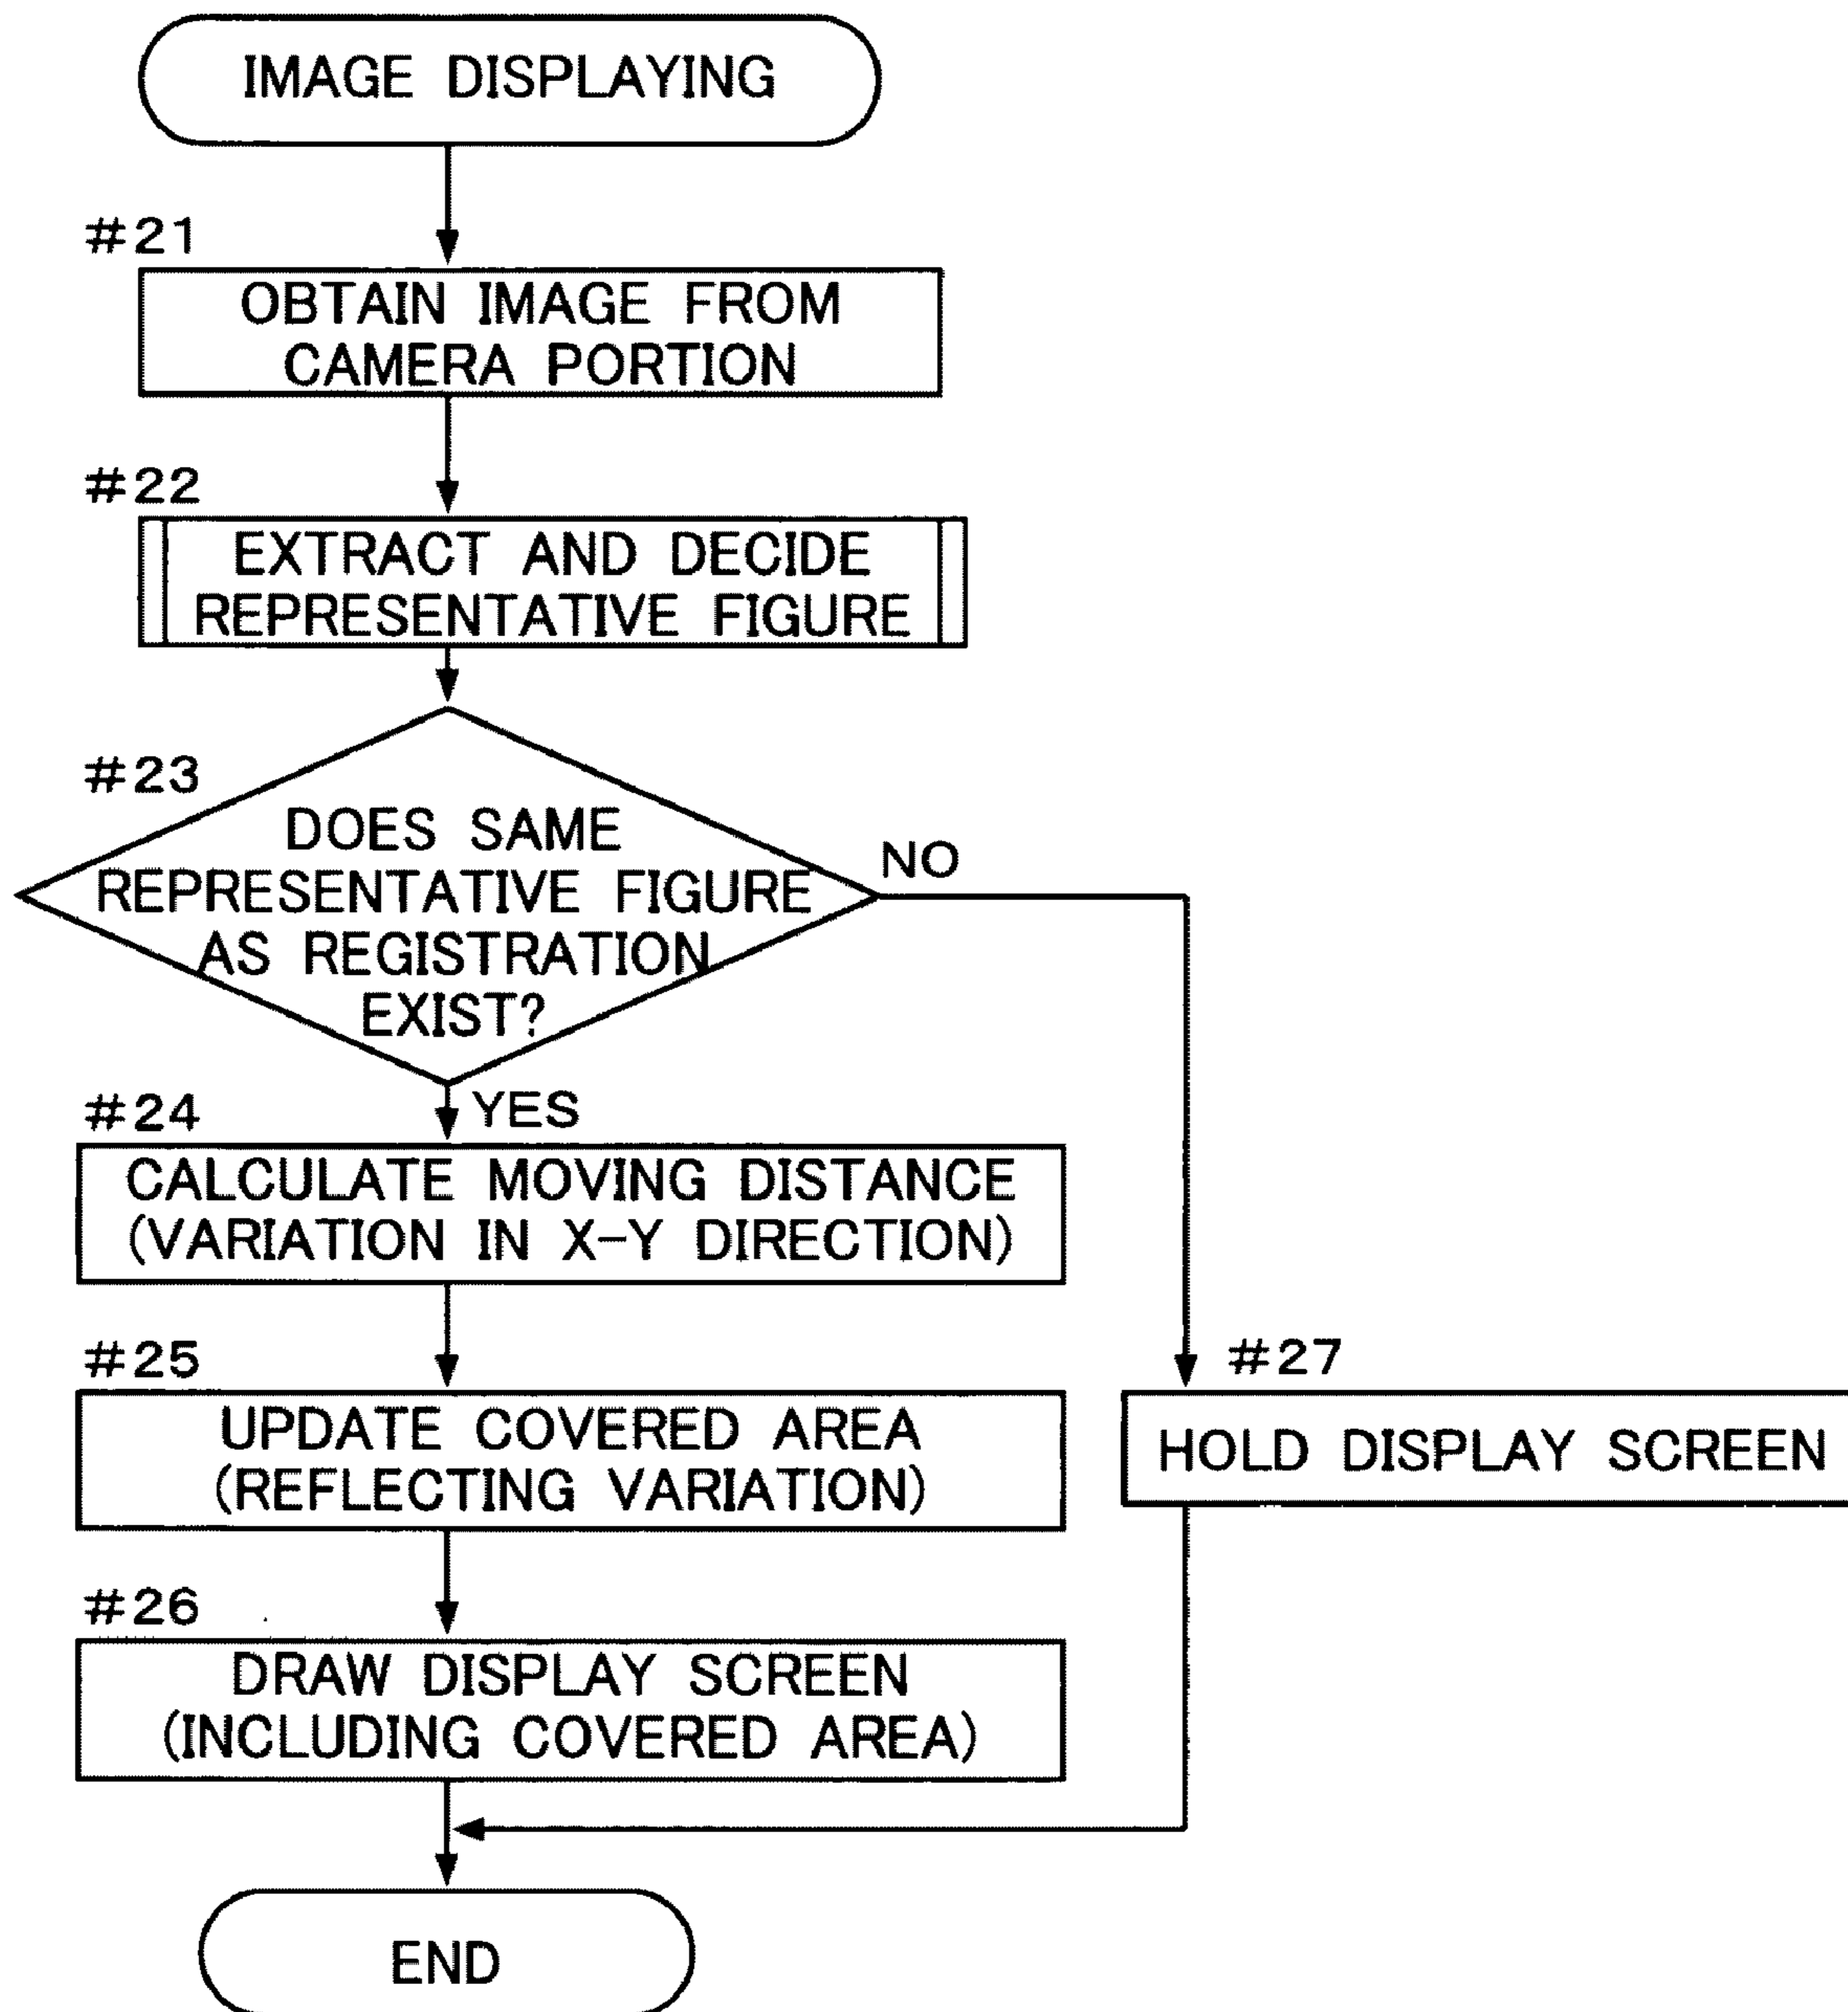 IMAGE DISPLAYING
#21
OBTAIN IMAGE FROM
CAMERA PORTION
#22
EXTRACT AND DECIDE
REPRESENTATIVE FIGURE
#23
DOES SAME
REPRESENTATIVE FIGURE
AS REGISTRATION
EXIST?
NO
YES
#24
CALCULATE MOVING DISTANCE
(VARIATION IN X-Y DIRECTION)
#25
UPDATE COVERED AREA
(REFLECTING VARIATION)
#27
HOLD DISPLAY SCREEN
#26
DRAW DISPLAY SCREEN
(INCLUDING COVERED AREA)
END